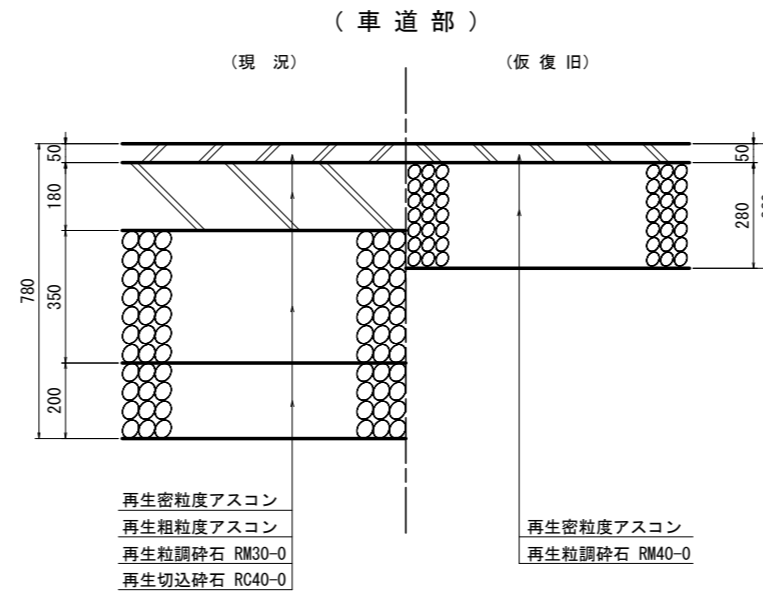 (車道部)
(現 況)
(仮復旧)
50
180
350
200
780
50
280
再生密粒度アスコン
再生粗粒度アスコン
再生粒調砕石 RM30-0
再生切込砕石 RC40-0
再生密粒度アスコン
再生粒調砕石 RM40-0